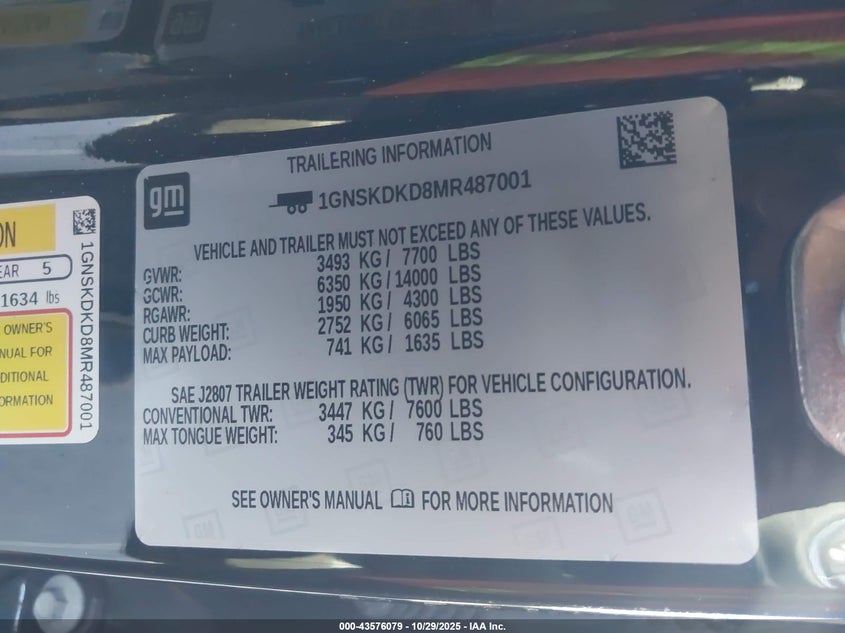 TRAILERING INFORMATION
gm
1GNSKDKD8MR487001
VEHICLE AND TRAILER MUST NOT EXCEED ANY OF THESE VALUES.
GVWR: 3493 KG / 7700 LBS
GCWR: 6350 KG / 14000 LBS
RGAWR: 1950 KG / 4300 LBS
CURB WEIGHT: 2752 KG / 6065 LBS
MAX PAYLOAD: 741 KG / 1635 LBS
SAE J2807 TRAILER WEIGHT RATING (TWR) FOR VEHICLE CONFIGURATION.
CONVENTIONAL TWR: 3447 KG / 7600 LBS
MAX TONGUE WEIGHT: 345 KG / 760 LBS
SEE OWNER'S MANUAL FOR MORE INFORMATION
ON
EAR 5
1634 lbs
OWNER'S
NUAL FOR
DITIONAL
ORMATION
1GNSKDKD8MR487001
000-43576079 - 10/29/2025 - IAA Inc.